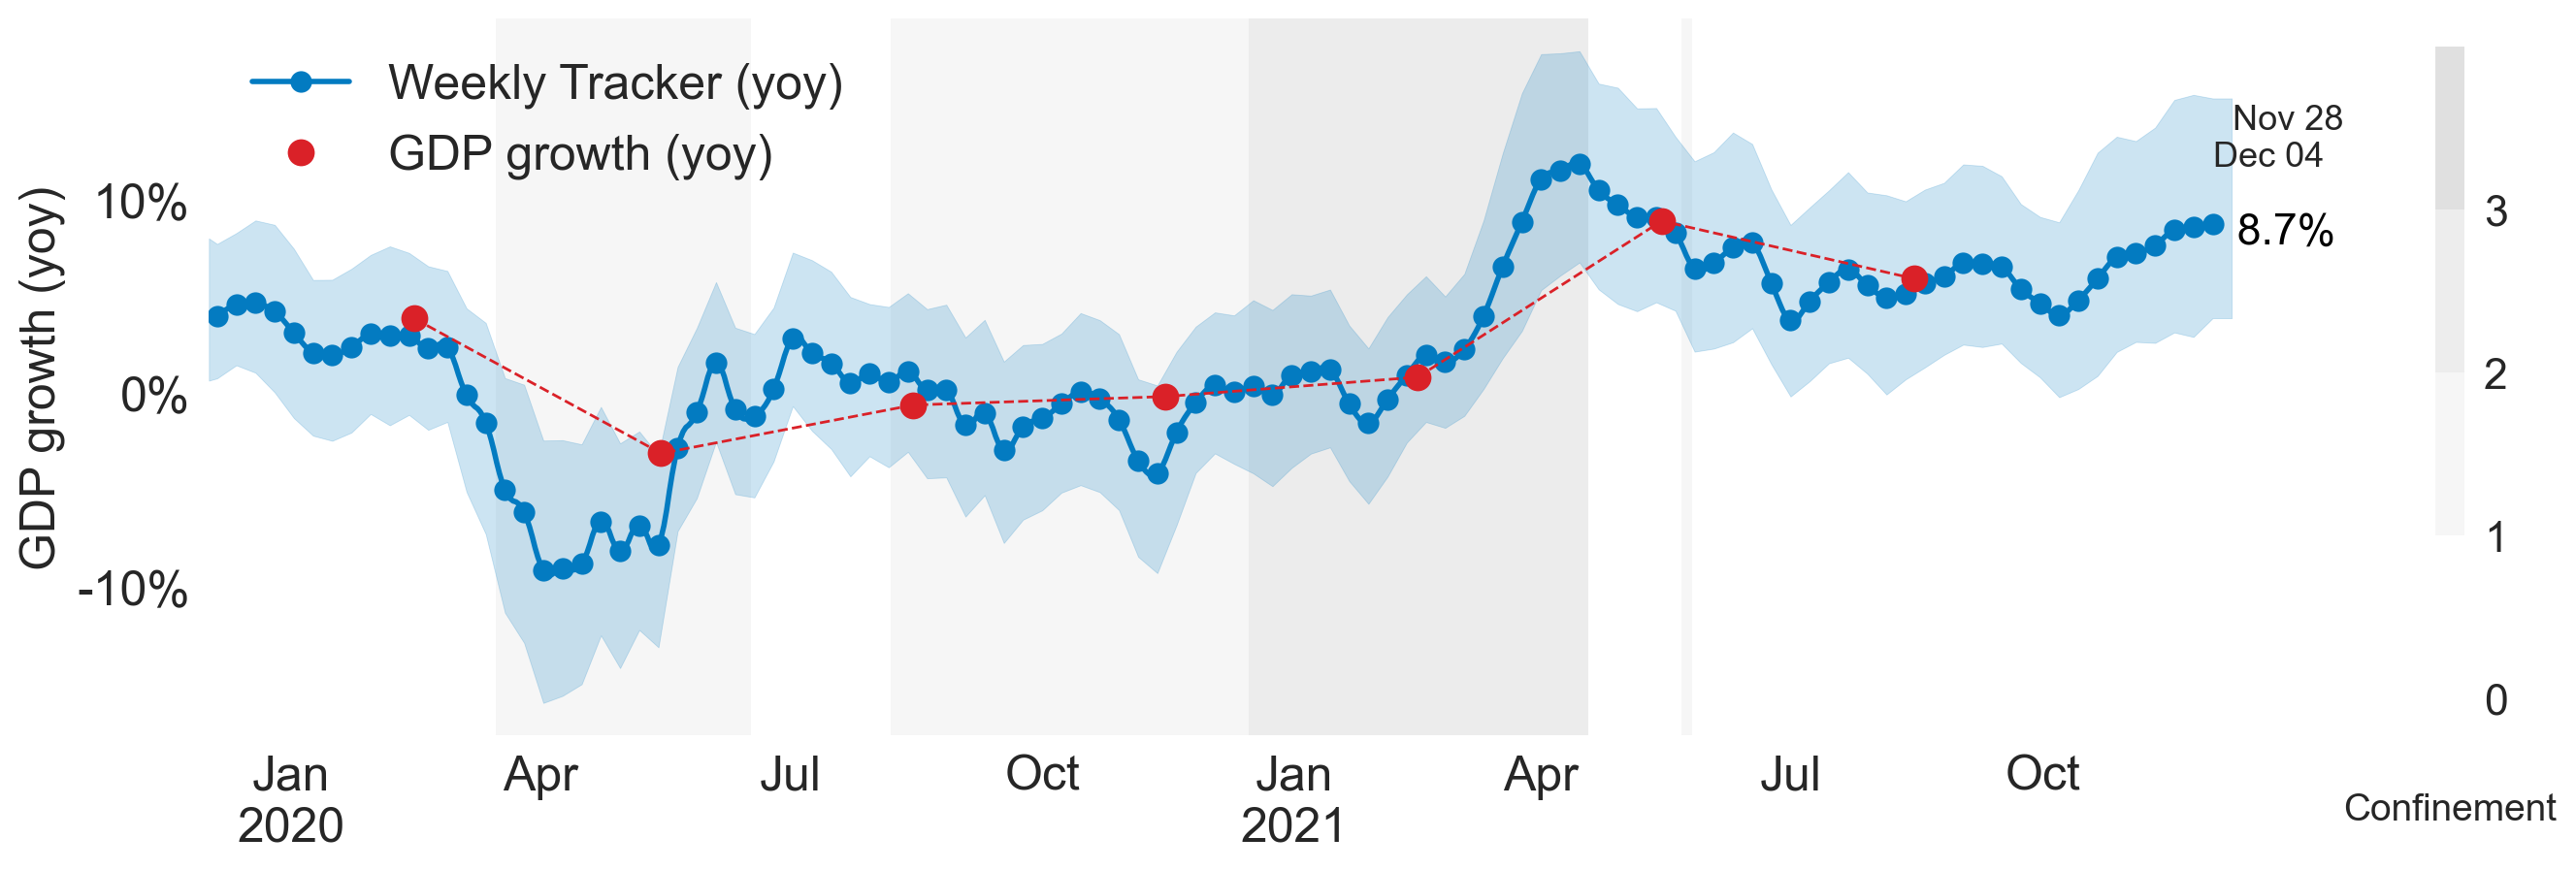 Weekly Tracker (yoy)
GDP growth (yoy)
GDP growth (yoy)
10%
0%
-10%
Nov 28
Dec 04
8.7%
3
2
1
0
Jan
2020
Apr
Jul
Oct
Jan
2021
Apr
Jul
Oct
Confinement